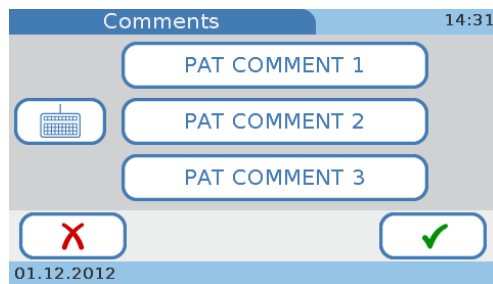 Comments
14:31
PAT COMMENT 1
PAT COMMENT 2
PAT COMMENT 3
01.12.2012